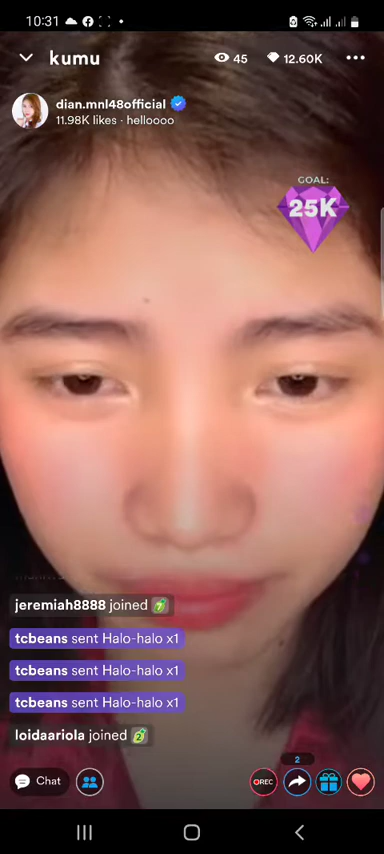 10:31
kumu
45
12.60K
dian.mnl48official
11.98K likes · helloooo
GOAL:
25K
jeremiah8888 joined
tcbeans sent Halo-halo x1
tcbeans sent Halo-halo x1
tcbeans sent Halo-halo x1
loidaariola joined 2
2
Chat
REC